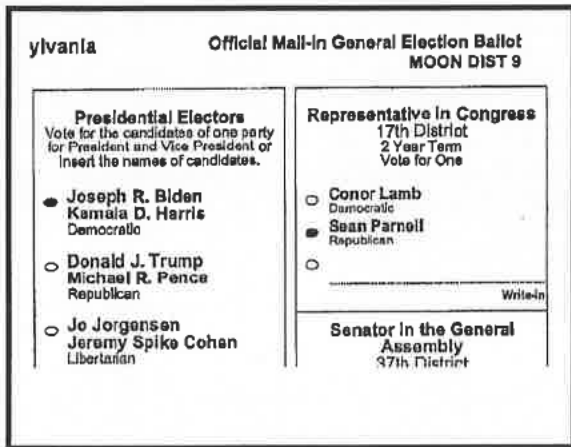 ylvania
Official Mail-in General Election Ballot
MOON DIST 9
Presidential Electors
Vote for the candidates of one party
for President and Vice President or
insert the names of candidates.
Joseph R. Biden
Kamala D. Harris
Democratic
Donald J. Trump
Michael R. Pence
Republican
Jo Jorgensen
Jeremy Spike Cohen
Libertarian
Representative in Congress
17th District
2 Year Term
Vote for One
Conor Lamb
Democratic
Sean Parnell
Republican
Write-in
Senator in the General
Assembly
37th District